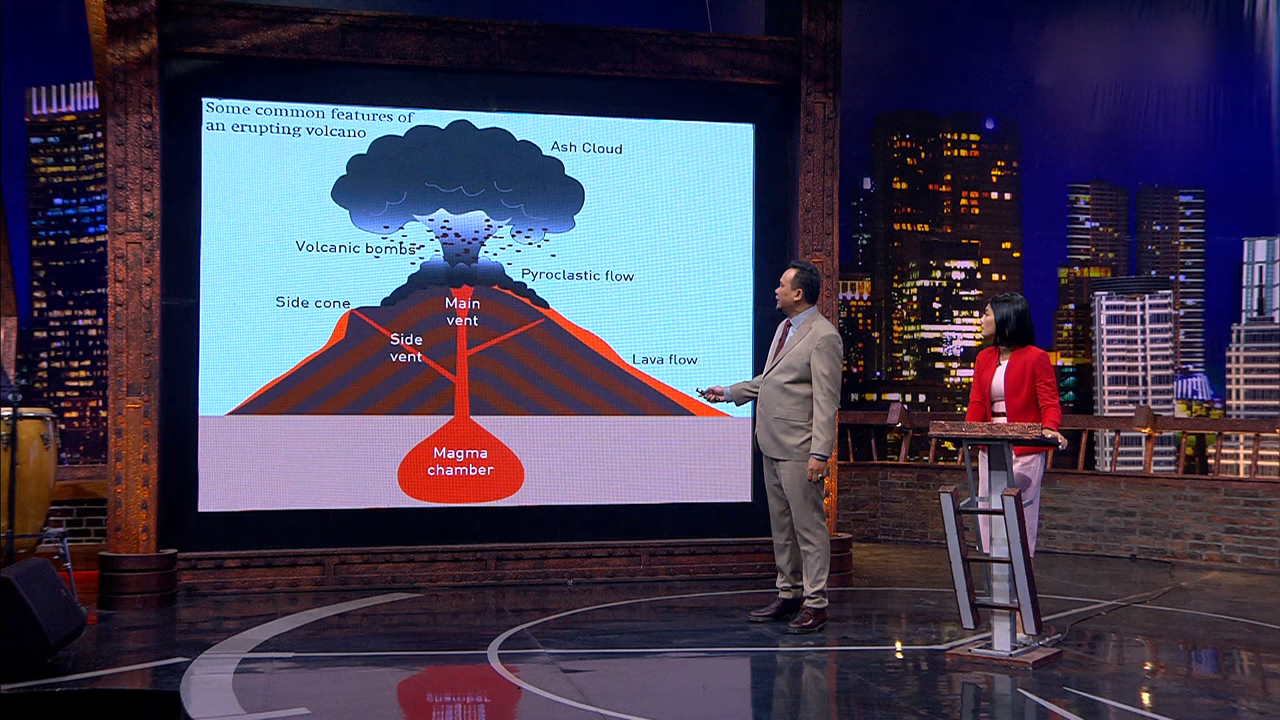 Some common features of
an erupting volcano
Ash Cloud
Volcanic bombs
Pyroclastic flow
Side cone
Main
vent
Side
vent
Lava flow
Magma
chamber